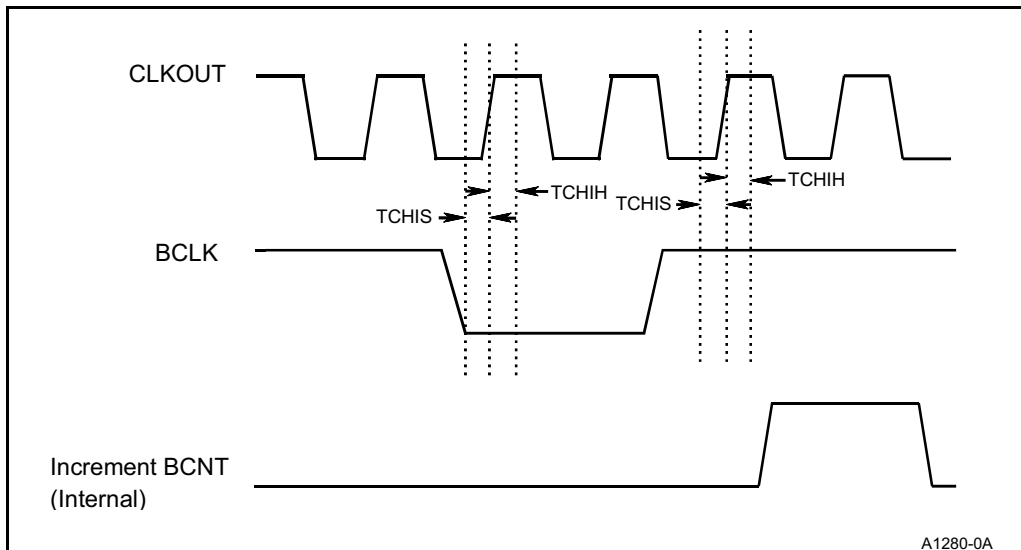 CLKOUT
TCHIH
TCHIS
TCHIH
TCHIS
BCLK
Increment BCNT
(Internal)
A1280-0A